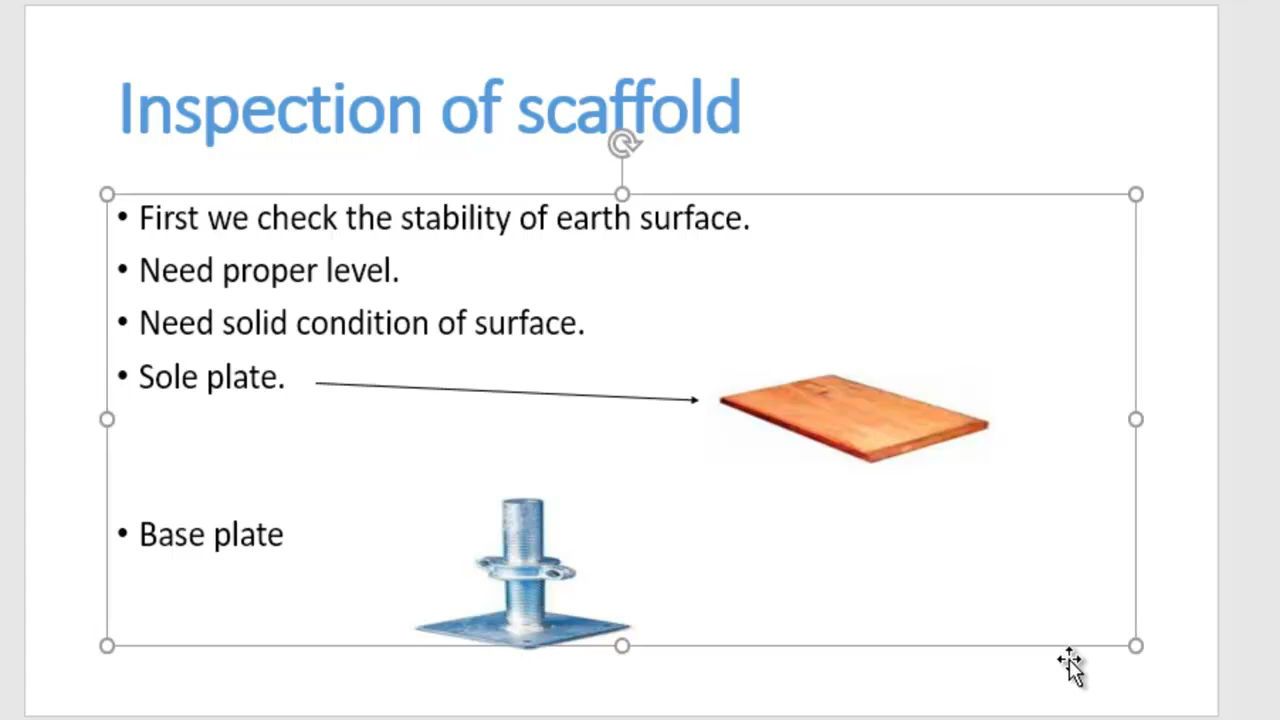 Inspection of scaffold
• First we check the stability of earth surface.
• Need proper level.
• Need solid condition of surface.
• Sole plate.
• Base plate